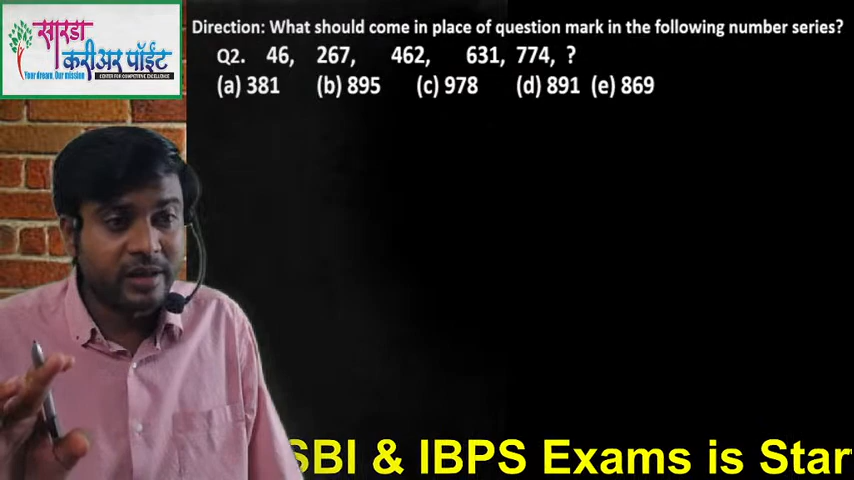 सारडा
करीअर पॉईंट
Your dream. Our mission
CENTER FOR COMPETITIVE EXCELLENCE
Direction: What should come in place of question mark in the following number series?
Q2. 46, 267, 462, 631, 774, ?
(a) 381 (b) 895 (c) 978 (d) 891 (e) 869
SBI & IBPS Exams is Star